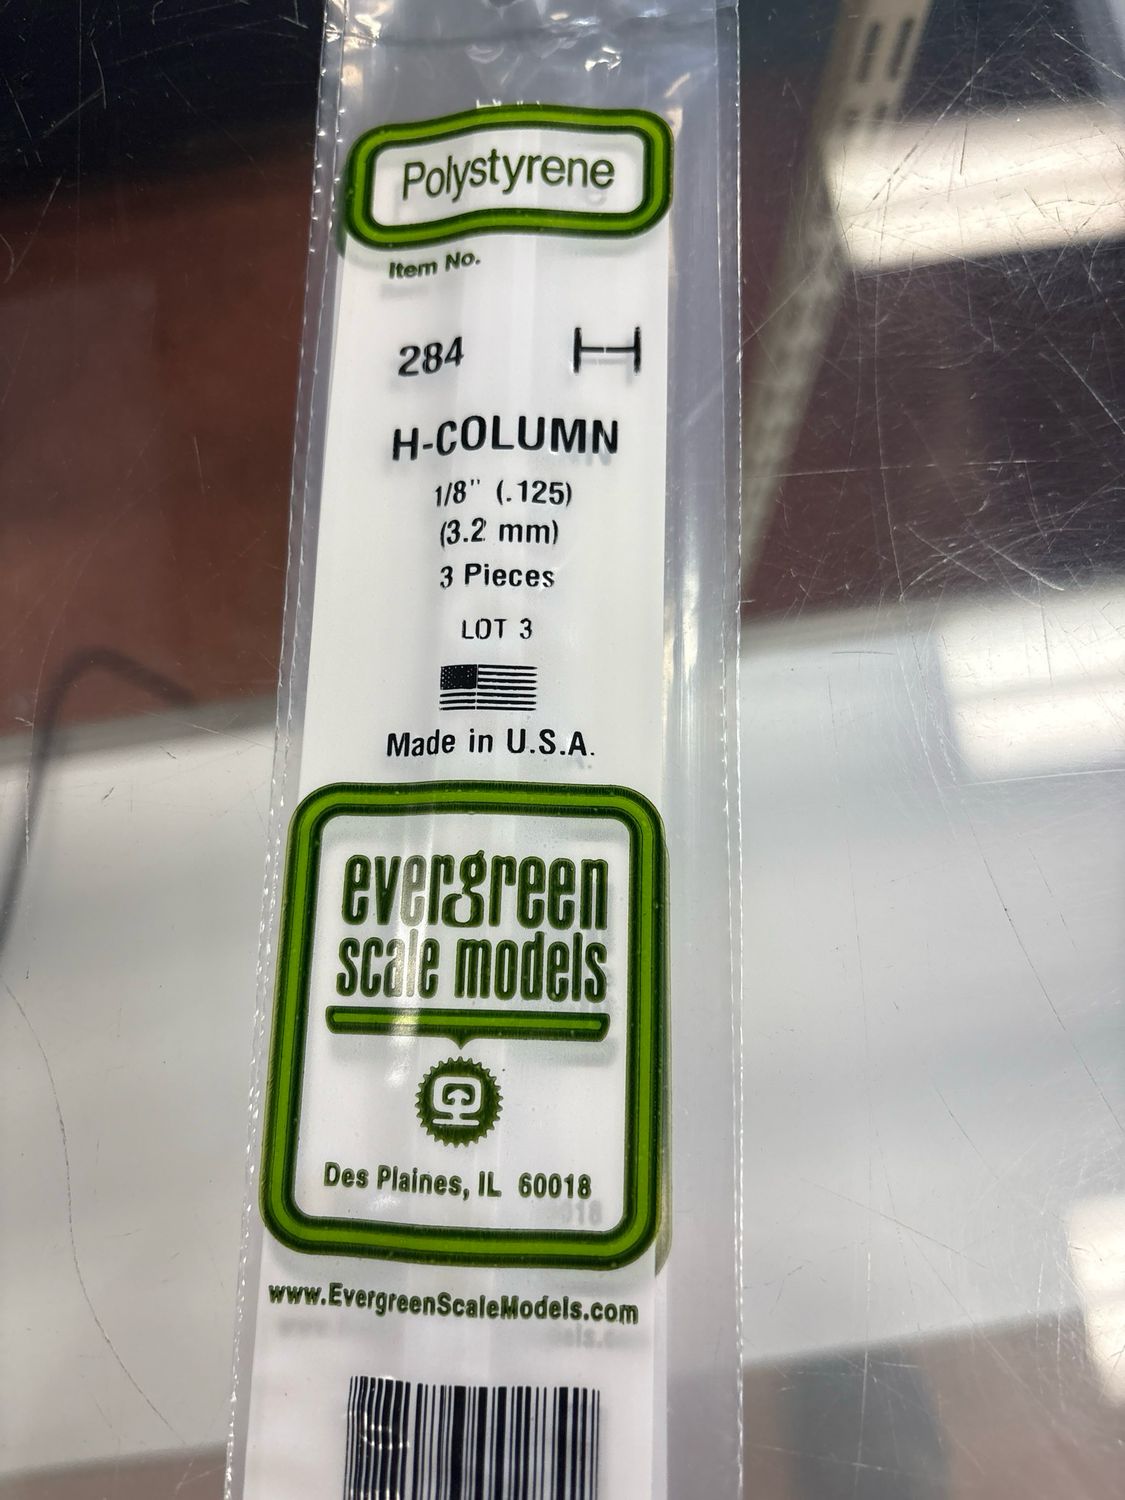 Polystyrene
Item No.
284
H-COLUMN
1/8" (.125)
(3.2 mm)
3 Pieces
LOT 3
Made in U.S.A.
evergreen
scale models
Des Plaines, IL 60018
www.EvergreenScaleModels.com